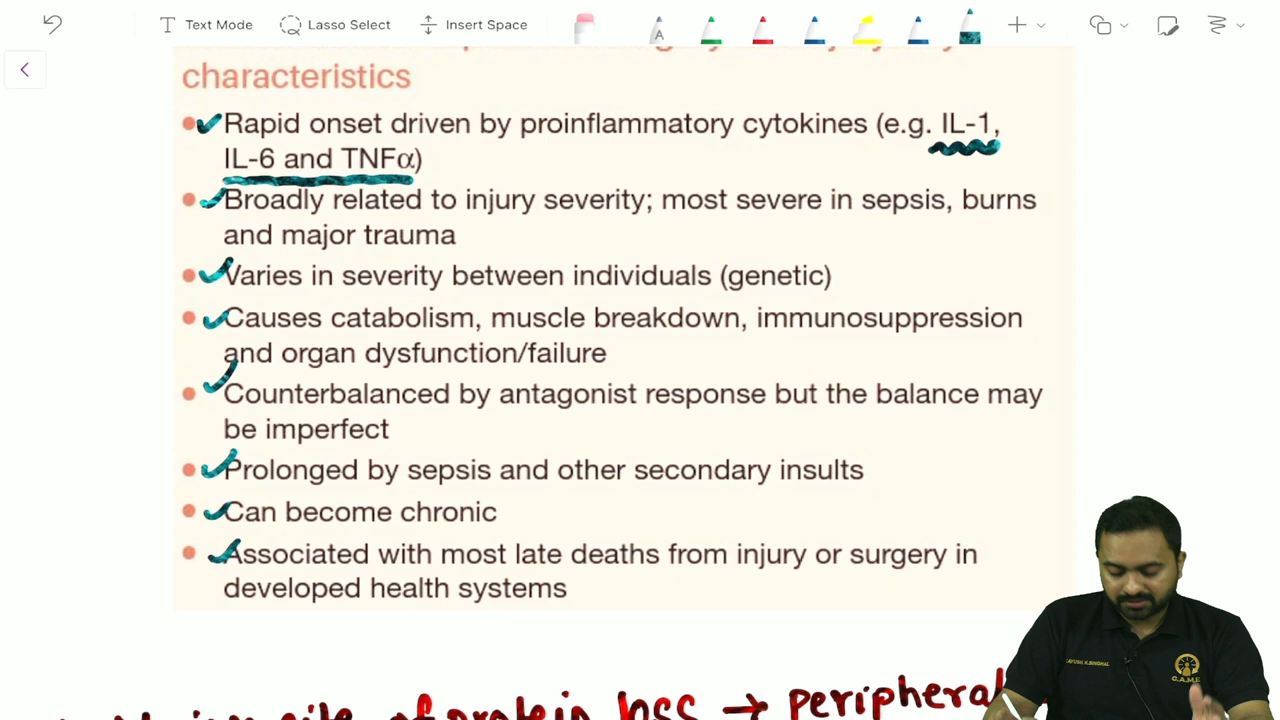 Text Mode Lasso Select Insert Space
characteristics
Rapid onset driven by proinflammatory cytokines (e.g. IL-1,
IL-6 and TNFα)
Broadly related to injury severity; most severe in sepsis, burns
and major trauma
Varies in severity between individuals (genetic)
Causes catabolism, muscle breakdown, immunosuppression
and organ dysfunction/failure
Counterbalanced by antagonist response but the balance may
be imperfect
Prolonged by sepsis and other secondary insults
Can become chronic
Associated with most late deaths from injury or surgery in
developed health systems
site of protein loss → peripheral
K.SINGHAL
C.A.M.E